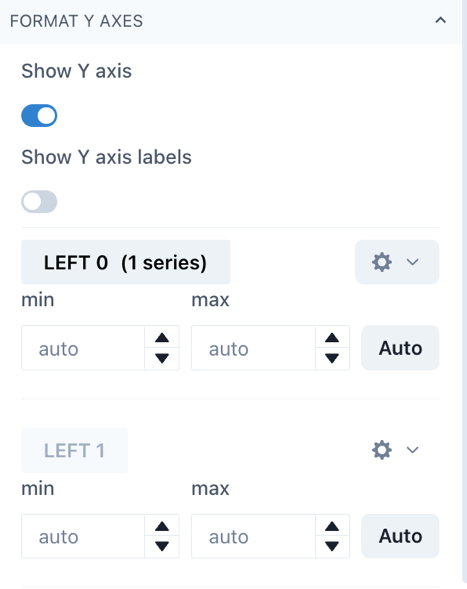 FORMAT Y AXES
Show Y axis
Show Y axis labels
LEFT 0 (1 series)
min max
auto auto Auto
LEFT 1
min max
auto auto Auto